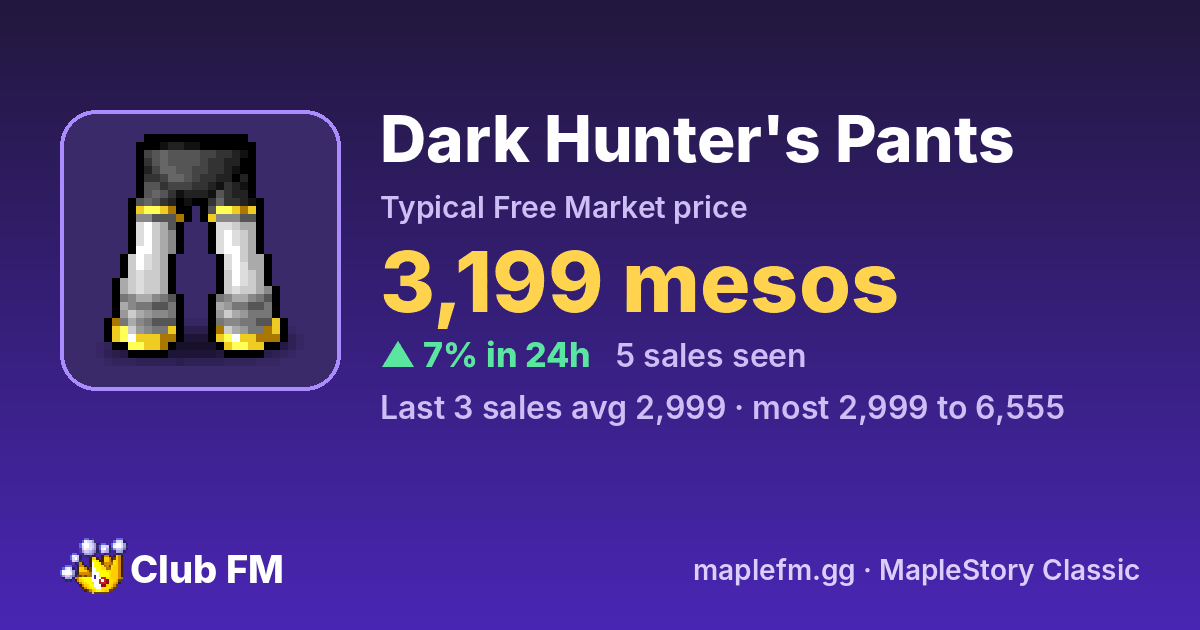 Dark Hunter's Pants
Typical Free Market price
3,199 mesos
▲ 7% in 24h 5 sales seen
Last 3 sales avg 2,999 · most 2,999 to 6,555
Club FM
maplefm.gg · MapleStory Classic